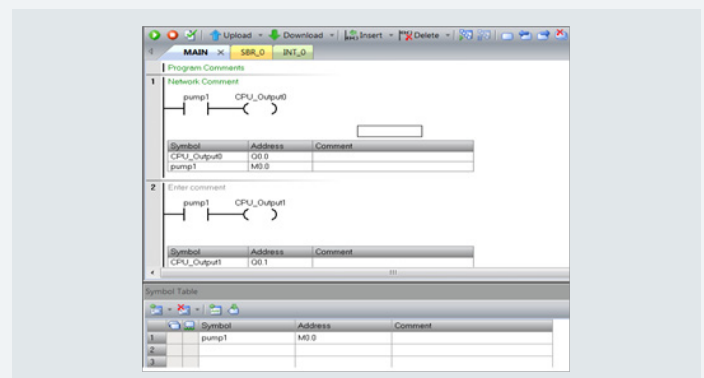 Upload Download Insert Delete
MAIN × SBR_0 INT_0
Program Comments
1 Network Comment
pump1 CPU_Output0
Symbol Address Comment
CPU_Output0 Q0.0
pump1 M0.0
2 Enter comment
pump1 CPU_Output1
Symbol Address Comment
CPU_Output1 Q0.1
Symbol Table
Symbol Address Comment
1 pump1 M0.0
2
3